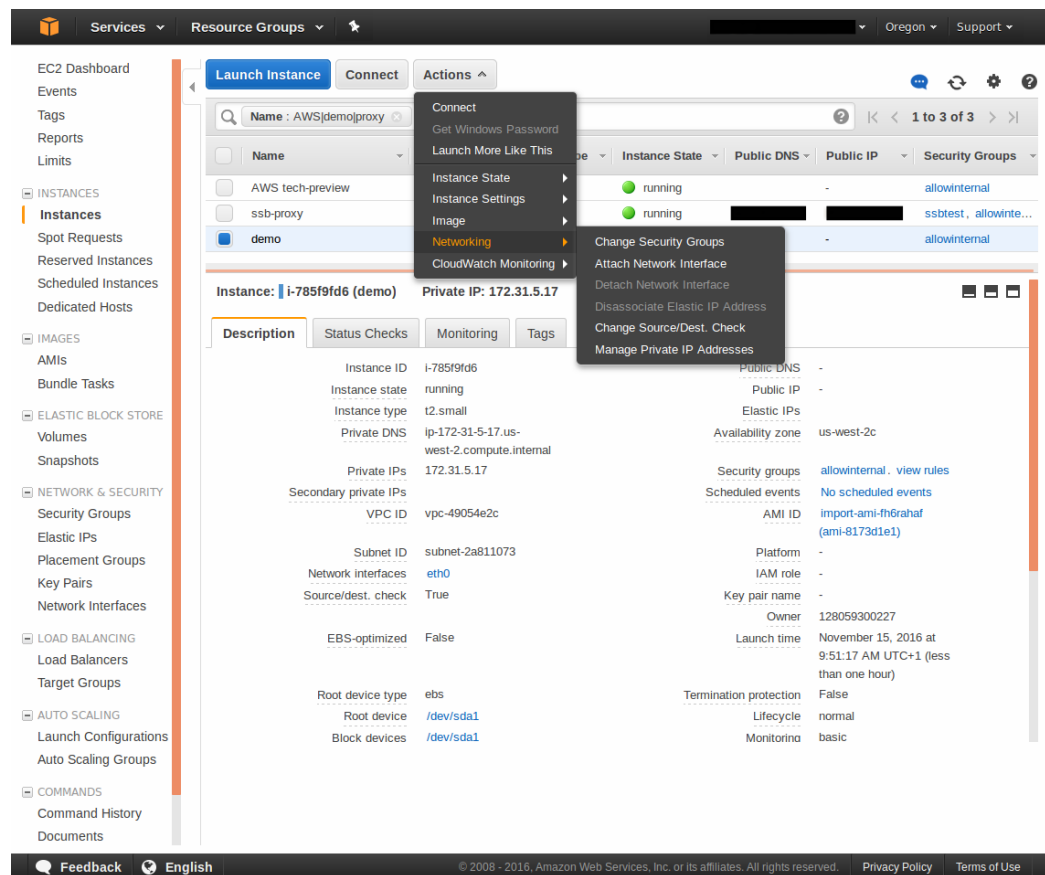 Services Resource Groups Oregon Support
EC2 Dashboard
Events
Tags
Reports
Limits
INSTANCES
Instances
Spot Requests
Reserved Instances
Scheduled Instances
Dedicated Hosts
IMAGES
AMIs
Bundle Tasks
ELASTIC BLOCK STORE
Volumes
Snapshots
NETWORK & SECURITY
Security Groups
Elastic IPs
Placement Groups
Key Pairs
Network Interfaces
LOAD BALANCING
Load Balancers
Target Groups
AUTO SCALING
Launch Configurations
Auto Scaling Groups
COMMANDS
Command History
Documents
Launch Instance Connect Actions
Name : AWS|demo|proxy 1 to 3 of 3
Name Instance State Public DNS Public IP Security Groups
AWS tech-preview running - allowinternal
ssb-proxy running ssbtest , allowinte...
demo - allowinternal
Connect
Get Windows Password
Launch More Like This
Instance State
Instance Settings
Image
Networking
CloudWatch Monitoring
Change Security Groups
Attach Network Interface
Detach Network Interface
Disassociate Elastic IP Address
Change Source/Dest. Check
Manage Private IP Addresses
Instance: i-785f9fd6 (demo) Private IP: 172.31.5.17
Description Status Checks Monitoring Tags
Instance ID i-785f9fd6 Public DNS -
Instance state running Public IP -
Instance type t2.small Elastic IPs
Private DNS ip-172-31-5-17.us- Availability zone us-west-2c
west-2.compute.internal
Private IPs 172.31.5.17 Security groups allowinternal . view rules
Secondary private IPs Scheduled events No scheduled events
VPC ID vpc-49054e2c AMI ID import-ami-fh6rahaf
(ami-8173d1e1)
Subnet ID subnet-2a811073 Platform -
Network interfaces eth0 IAM role -
Source/dest. check True Key pair name -
Owner 128059300227
EBS-optimized False Launch time November 15, 2016 at
9:51:17 AM UTC+1 (less
than one hour)
Root device type ebs Termination protection False
Root device /dev/sda1 Lifecycle normal
Block devices /dev/sda1 Monitoring basic
Feedback English © 2008 - 2016, Amazon Web Services, Inc. or its affiliates. All rights reserved. Privacy Policy Terms of Use